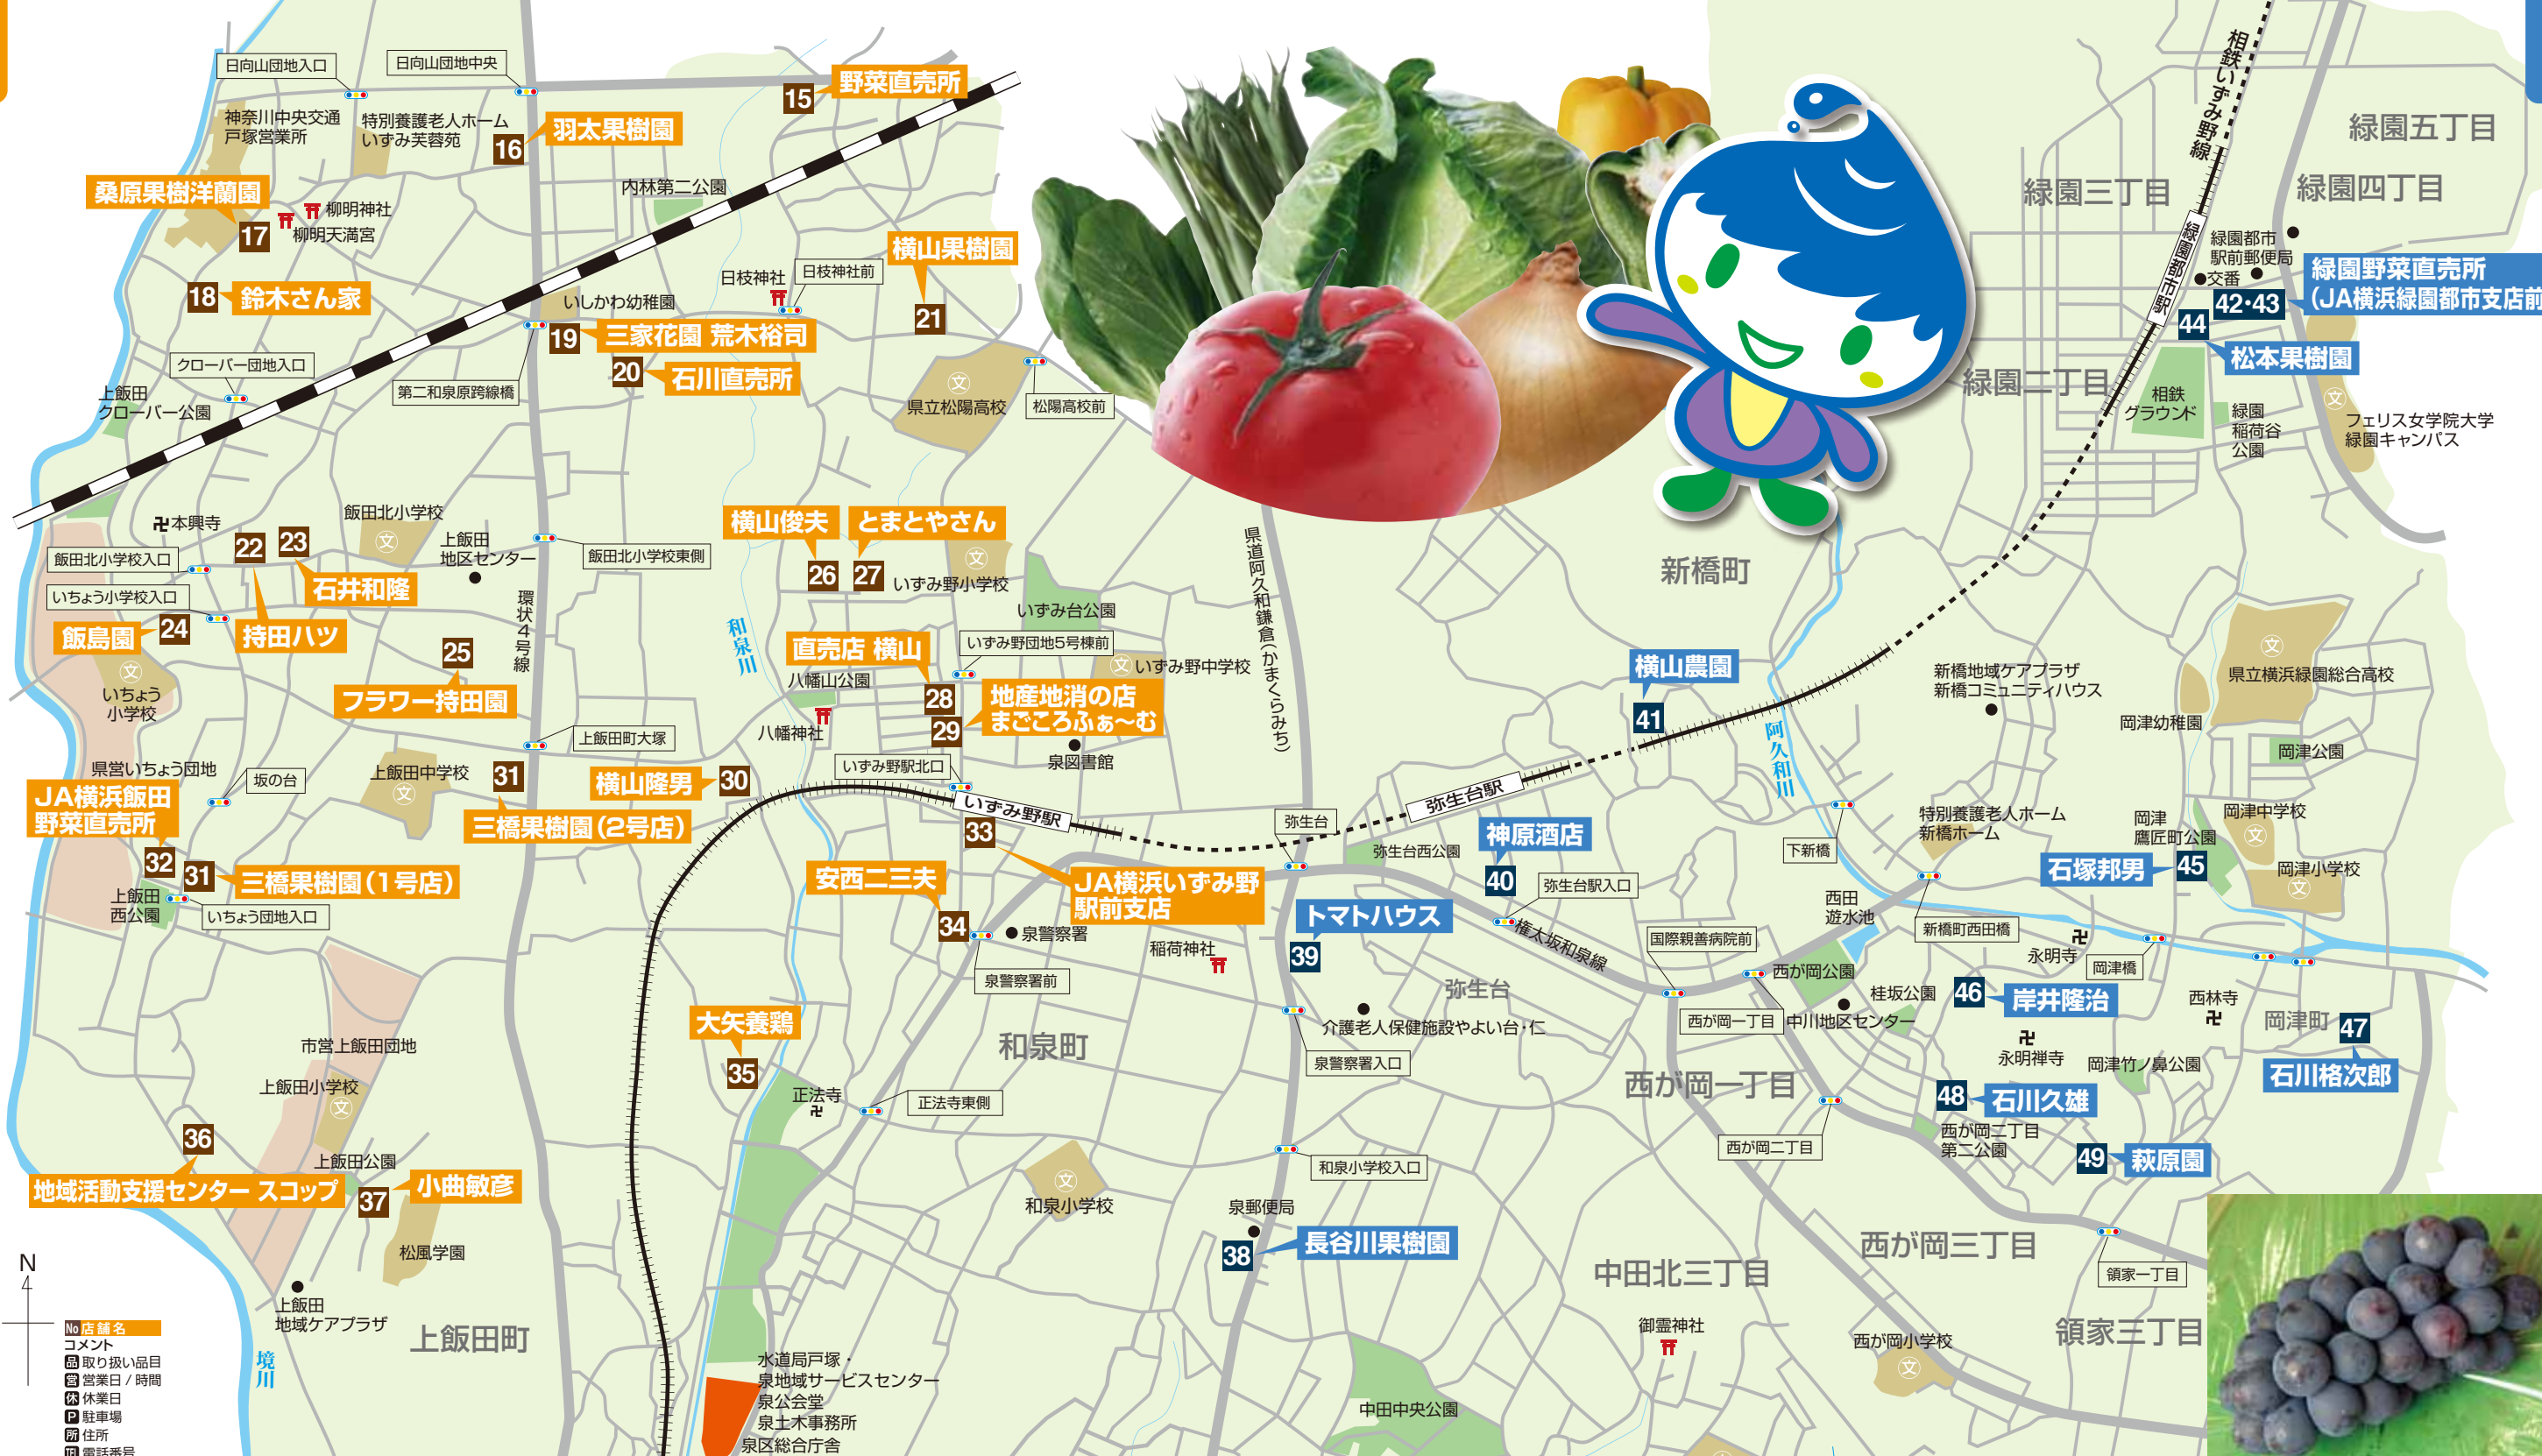 日向山団地入口
日向山団地中央
神奈川中央交通
戸塚営業所
特別養護老人ホーム
いずみ芙蓉苑
15
野菜直売所
16
羽太果樹園
桑原果樹洋蘭園
17
柳明神社
柳明天満宮
内林第二公園
18
鈴木さん家
日枝神社
日枝神社前
横山果樹園
21
いしかわ幼稚園
19
三家花園 荒木裕司
20
石川直売所
クローバー団地入口
第二和泉原跨線橋
上飯田
クローバー公園
県立松陽高校
文
松陽高校前
相鉄いずみ野線
緑園五丁目
緑園三丁目
緑園四丁目
緑園都市駅
緑園都市
駅前郵便局
交番
42・43
緑園野菜直売所
(JA横浜緑園都市支店前
44
松本果樹園
緑園二丁目
相鉄
グラウンド
緑園
稲荷谷
公園
文
フェリス女学院大学
緑園キャンパス
本興寺
飯田北小学校
文
飯田北小学校入口
22
23
石井和隆
上飯田
地区センター
飯田北小学校東側
いちょう小学校入口
飯島園
24
持田ハツ
環状4号線
25
フラワー持田園
文
いちょう
小学校
横山俊夫
とまとやさん
26
27
文
いずみ野小学校
いずみ台公園
県道阿久和鎌倉(かまくらみち)
新橋町
和泉川
直売店 横山
いずみ野団地5号棟前
文
いずみ野中学校
八幡山公園
28
29
地産地消の店
まごころふぁ〜む
八幡神社
泉図書館
横山農園
41
阿久和川
新橋地域ケアプラザ
新橋コミュニティハウス
文
県立横浜緑園総合高校
岡津幼稚園
岡津公園
上飯田町大塚
県営いちょう団地
坂の台
上飯田中学校
文
31
三橋果樹園(2号店)
横山隆男
30
いずみ野駅北口
いずみ野駅
33
JA横浜いずみ野
駅前支店
JA横浜飯田
野菜直売所
32
31
三橋果樹園(1号店)
上飯田
西公園
いちょう団地入口
弥生台
弥生台駅
弥生台西公園
神原酒店
40
弥生台駅入口
権太坂和泉線
下新橋
特別養護老人ホーム
新橋ホーム
岡津
鷹匠町公園
岡津中学校
文
石塚邦男
45
岡津小学校
文
安西二三夫
34
泉警察署
泉警察署前
稲荷神社
トマトハウス
39
国際親善病院前
西田
遊水池
新橋町西田橋
永明寺
岡津橋
弥生台
西が岡公園
桂坂公園
46
岸井隆治
西林寺
岡津町
47
石川格次郎
介護老人保健施設やよい台・仁
西が岡一丁目
中川地区センター
永明禅寺
岡津竹ノ鼻公園
泉警察署入口
大矢養鶏
35
和泉町
正法寺
正法寺東側
西が岡一丁目
48
石川久雄
西が岡二丁目
西が岡二丁目
第二公園
49
萩原園
市営上飯田団地
上飯田小学校
文
36
地域活動支援センター スコップ
上飯田公園
37
小曲敏彦
松風学園
文
和泉小学校
和泉小学校入口
泉郵便局
38
長谷川果樹園
中田北三丁目
西が岡三丁目
領家一丁目
領家三丁目
御霊神社
西が岡小学校
文
中田中央公園
上飯田
地域ケアプラザ
上飯田町
境川
水道局戸塚・
泉地域サービスセンター
泉公会堂
泉土木事務所
泉区総合庁舎
N
No 店舗名
コメント
品 取り扱い品目
営 営業日 / 時間
休 休業日
P 駐車場
所 住所
電話番号